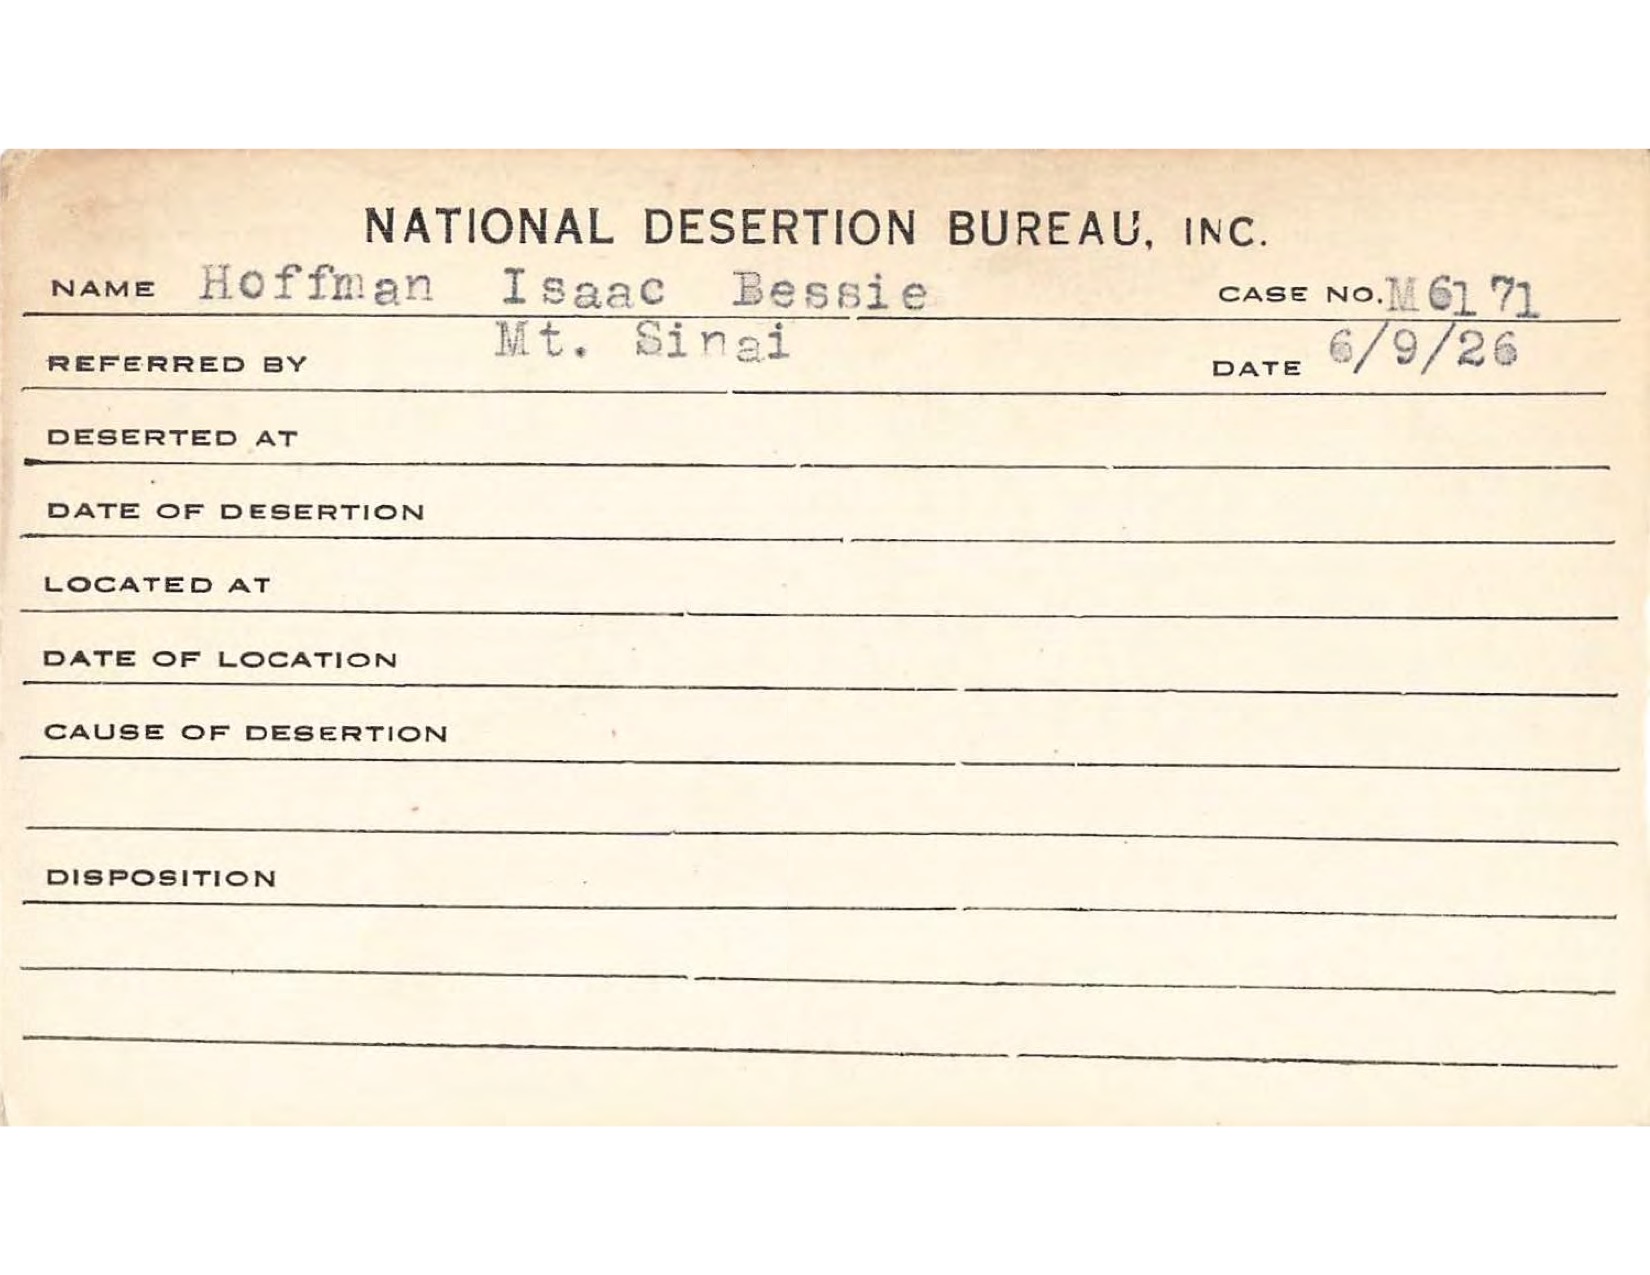 NATIONAL DESERTION BUREAU, INC.
NAME Hoffman Isaac Bessie CASE NO. M6171
REFERRED BY Mt. Sinai DATE 6/9/26
DESERTED AT
DATE OF DESERTION
LOCATED AT
DATE OF LOCATION
CAUSE OF DESERTION
DISPOSITION